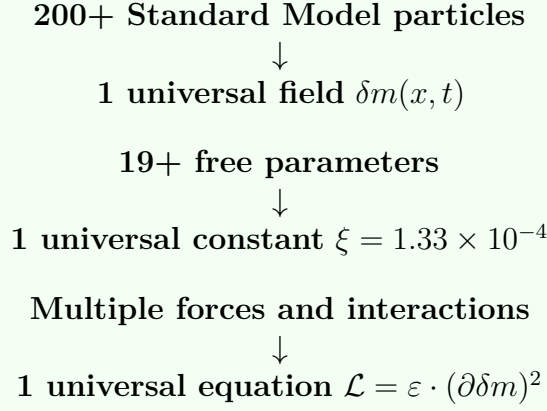 200+ Standard Model particles
↓
1 universal field δm(x, t)
19+ free parameters
↓
1 universal constant ξ = 1.33 × 10⁻⁴
Multiple forces and interactions
↓
1 universal equation ℒ = ε · (∂δm)²